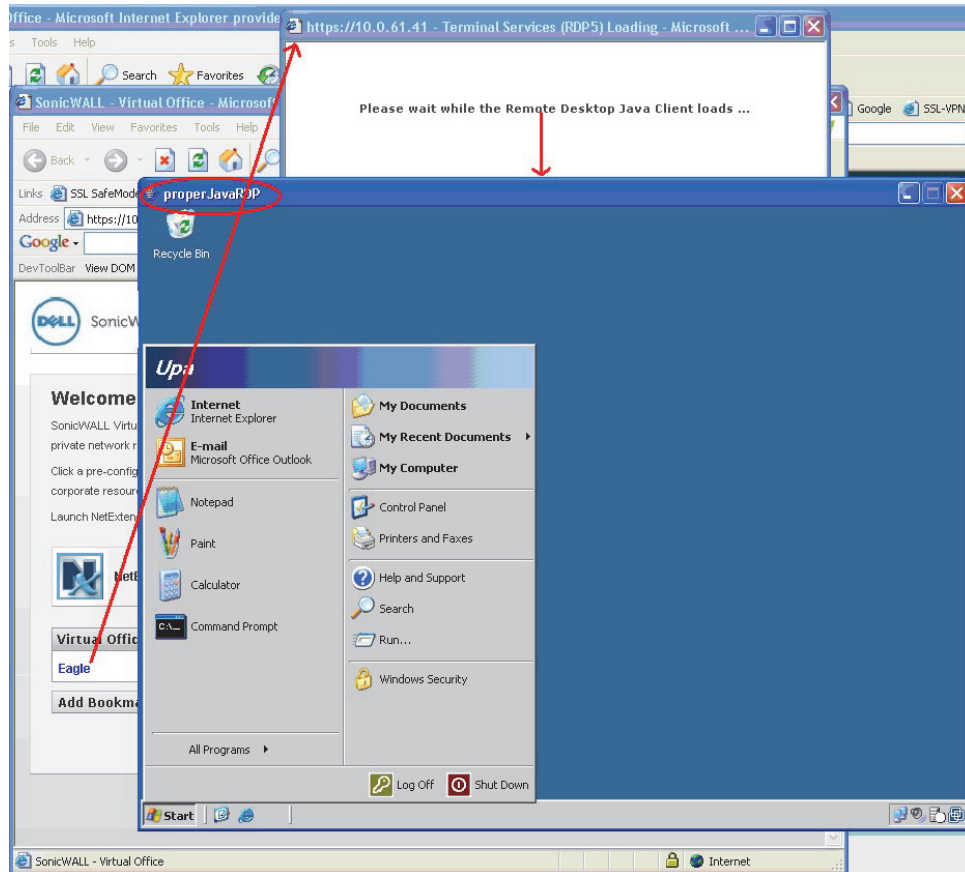 ffice - Microsoft Internet Explorer provide
https://10.0.61.41 - Terminal Services (RDP5) Loading - Microsoft ...
s Tools Help
Search Favorites
Please wait while the Remote Desktop Java Client loads ...
Google SSL-VPN
SonicWALL - Virtual Office - Microsoft
File Edit View Favorites Tools Help
Back
Links SSL SafeMode
properJavaRDP
Address https://10
Google
Recycle Bin
DevToolBar View DOM
DELL SonicW
Upa
Welcome
SonicWALL Virtu
private network r
Click a pre-config
corporate resour
Launch NetExten
NetE
Virtual Offic
Eagle
Add Bookma
Internet
Internet Explorer
E-mail
Microsoft Office Outlook
Notepad
Paint
Calculator
C:\_ Command Prompt
All Programs
My Documents
My Recent Documents
My Computer
Control Panel
Printers and Faxes
Help and Support
Search
Run...
Windows Security
Log Off Shut Down
Start
SonicWALL - Virtual Office
Internet